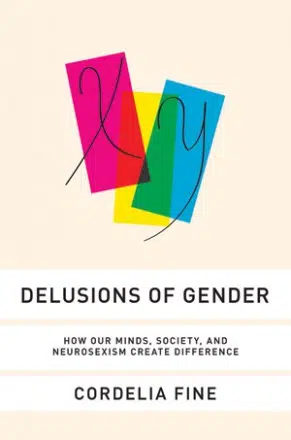 x y
DELUSIONS OF GENDER
HOW OUR MINDS, SOCIETY, AND
NEUROSEXISM CREATE DIFFERENCE
CORDELIA FINE